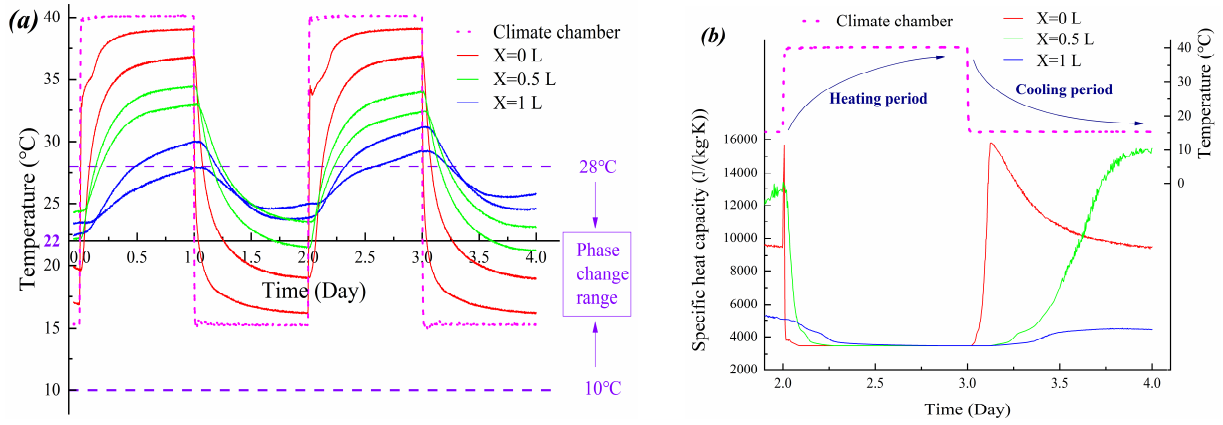 (a)
Climate chamber
X=0 L
X=0.5 L
X=1 L
40
35
30
25
22
20
15
10
Temperature (℃)
0.0 0.5 1.0 1.5 2.0 2.5 3.0 3.5 4.0
Time (Day)
28℃
Phase
change
range
10℃
(b)
Climate chamber
X=0 L
X=0.5 L
X=1 L
Heating period
Cooling period
16000
14000
12000
10000
8000
6000
4000
2000
Specific heat capacity (J/(kg·K))
40
30
20
10
0
Temperature (°C)
2.0 2.5 3.0 3.5 4.0
Time (Day)